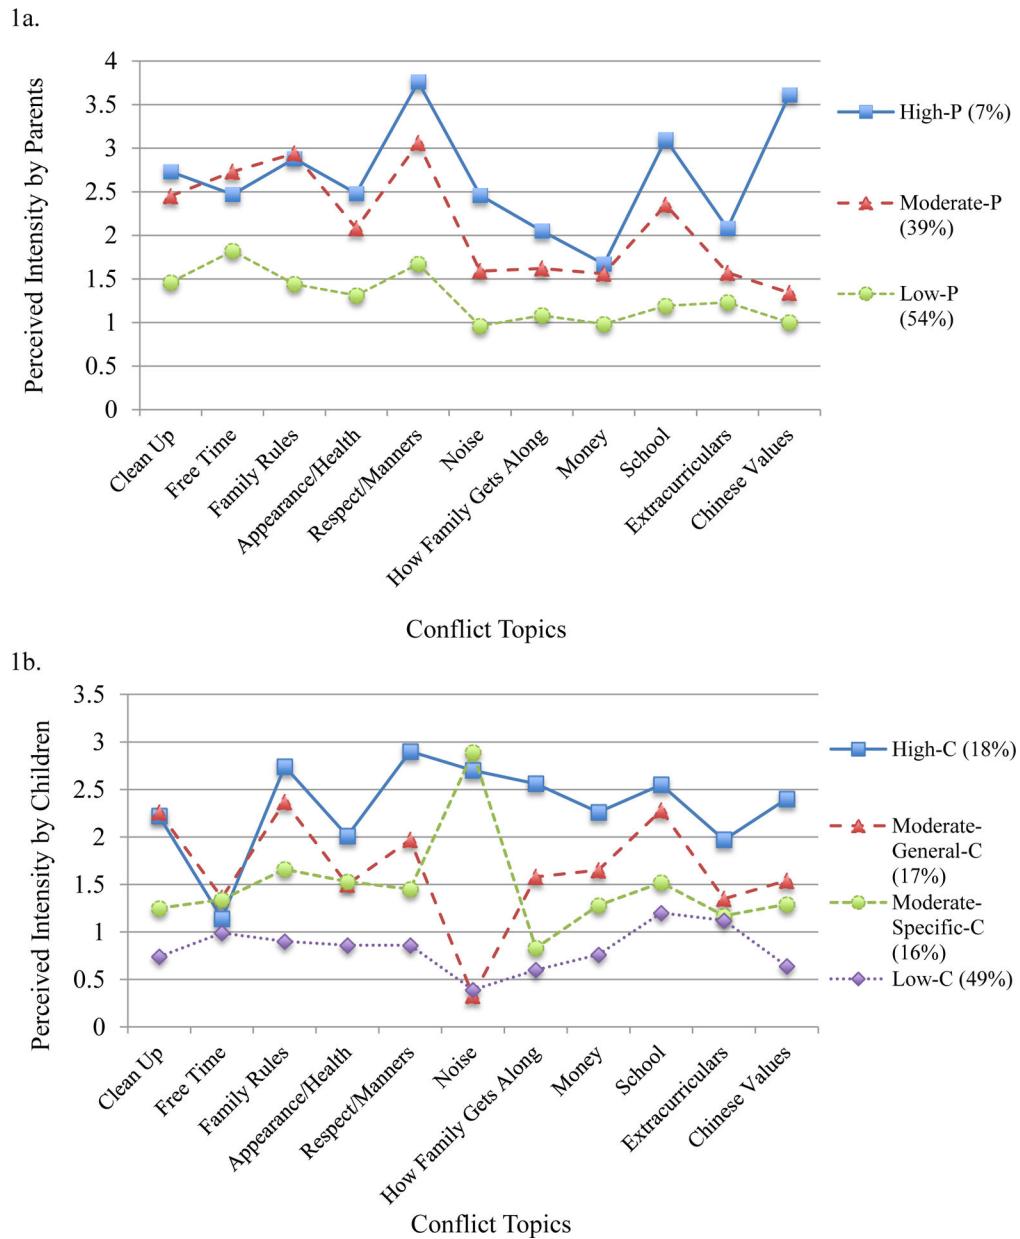 1a.
Perceived Intensity by Parents
4
3.5
3
2.5
2
1.5
1
0.5
0
Clean Up
Free Time
Family Rules
Appearance/Health
Respect/Manners
Noise
How Family Gets Along
Money
School
Extracurriculars
Chinese Values
Conflict Topics
High-P (7%)
Moderate-P
(39%)
Low-P
(54%)
1b.
Perceived Intensity by Children
3.5
3
2.5
2
1.5
1
0.5
0
Clean Up
Free Time
Family Rules
Appearance/Health
Respect/Manners
Noise
How Family Gets Along
Money
School
Extracurriculars
Chinese Values
Conflict Topics
High-C (18%)
Moderate-
General-C
(17%)
Moderate-
Specific-C
(16%)
Low-C (49%)